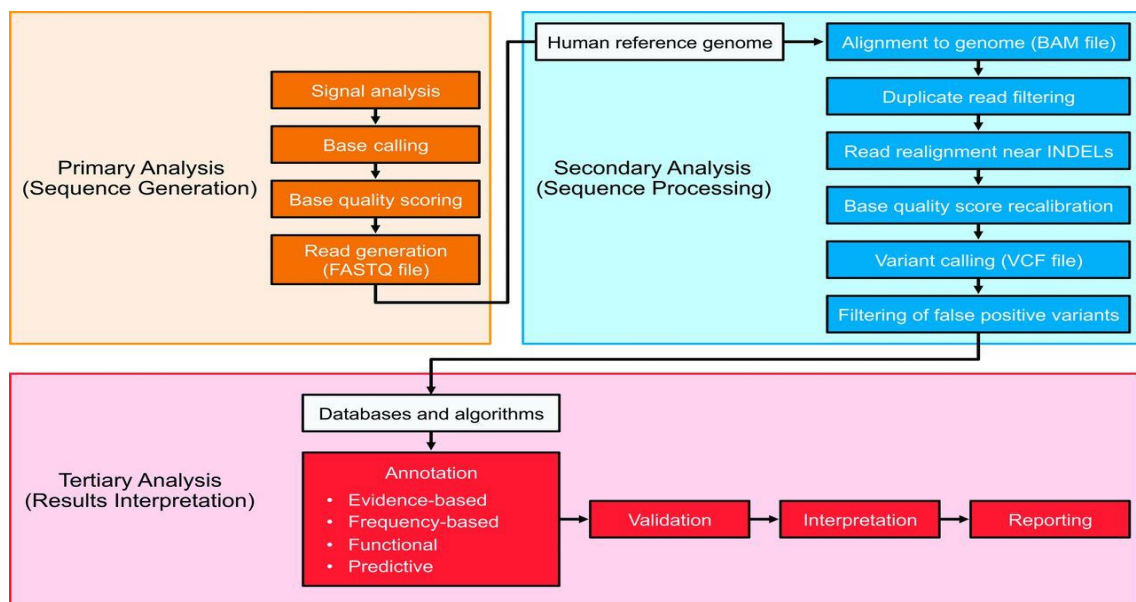 Primary Analysis
(Sequence Generation)
Signal analysis
Base calling
Base quality scoring
Read generation
(FASTQ file)
Secondary Analysis
(Sequence Processing)
Human reference genome
Alignment to genome (BAM file)
Duplicate read filtering
Read realignment near INDELs
Base quality score recalibration
Variant calling (VCF file)
Filtering of false positive variants
Tertiary Analysis
(Results Interpretation)
Databases and algorithms
Annotation
• Evidence-based
• Frequency-based
• Functional
• Predictive
Validation
Interpretation
Reporting